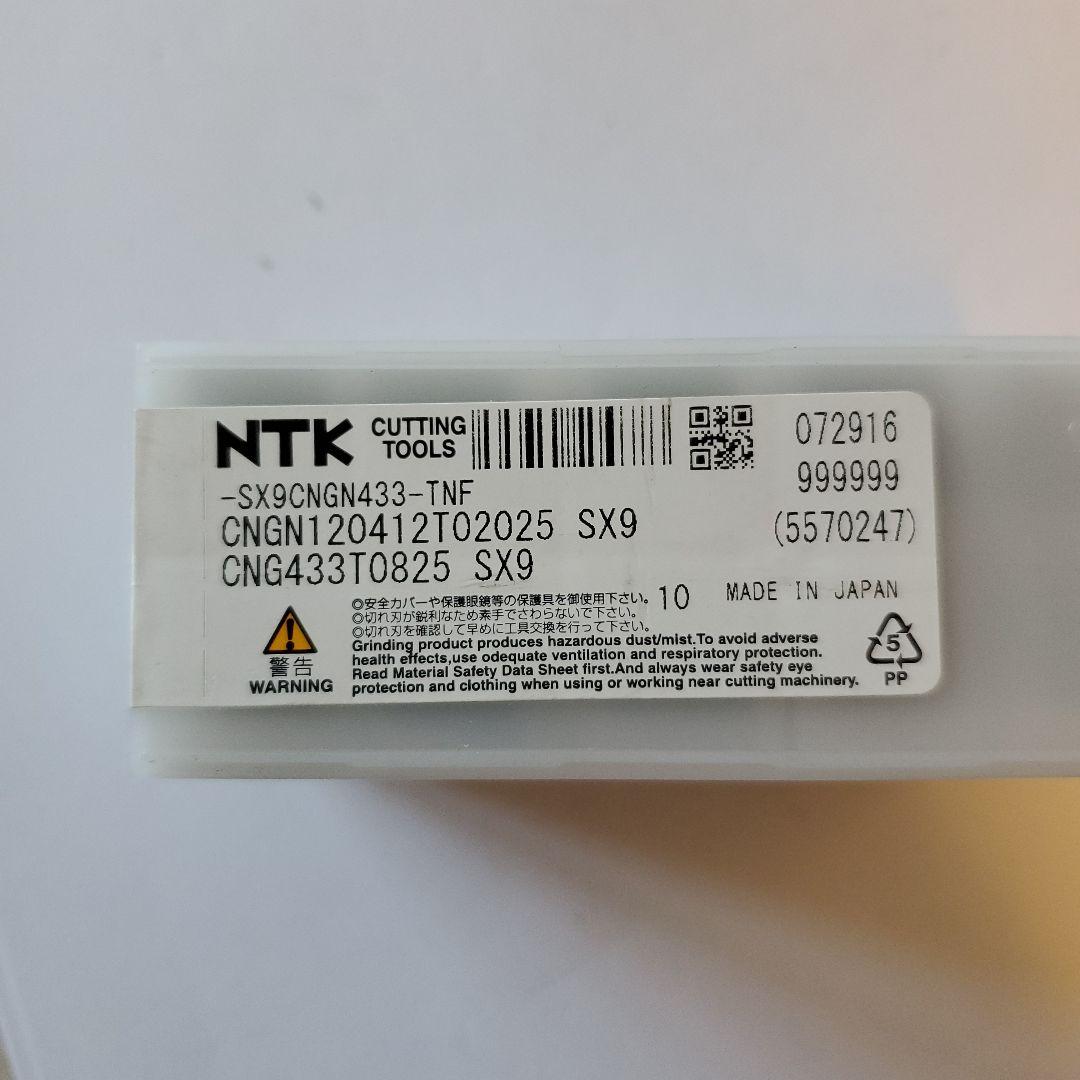 NTK CUTTING TOOLS
072916
999999
-SX9CNGN433-TNF
CNGN120412T02025 SX9
(5570247)
CNG433T0825 SX9
10
MADE IN JAPAN
◎安全カバーや保護眼鏡等の保護具を御使用下さい。
◎切れ刃が鋭利なため素手でさわらないで下さい。
◎切れ刃を確認して早めに工具交換を行って下さい。
Grinding product produces hazardous dust/mist.To avoid adverse
health effects,use odequate ventilation and respiratory protection.
Read Material Safety Data Sheet first.And always wear safety eye
protection and clothing when using or working near cutting machinery.
警告
WARNING
5
PP